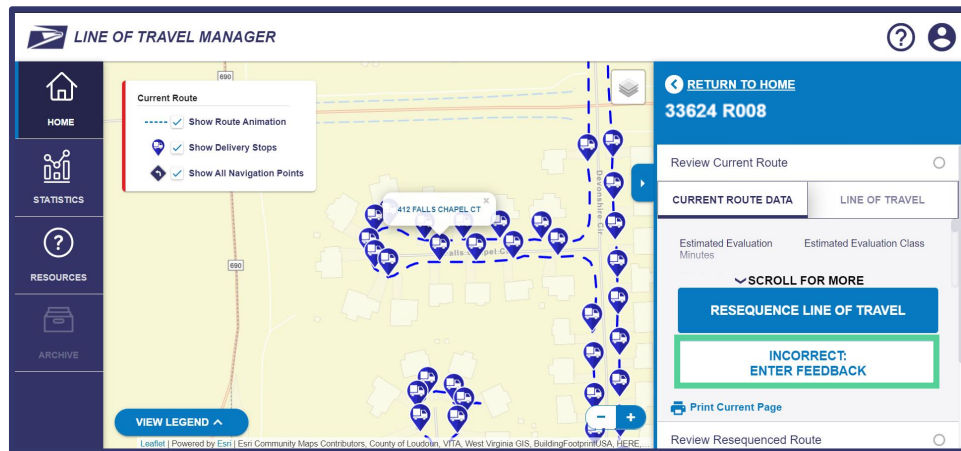 LINE OF TRAVEL MANAGER
HOME
STATISTICS
RESOURCES
ARCHIVE
690
Current Route
Show Route Animation
Show Delivery Stops
Show All Navigation Points
412 FALLS CHAPEL CT
×
Devonshire Cir
Falls Chapel Ct
690
VIEW LEGEND
− +
Leaflet | Powered by Esri | Esri Community Maps Contributors, County of Loudoun, VITA, West Virginia GIS, BuildingFootprintUSA, HERE,
RETURN TO HOME
33624 R008
Review Current Route
CURRENT ROUTE DATA
LINE OF TRAVEL
Estimated Evaluation Minutes
Estimated Evaluation Class
SCROLL FOR MORE
RESEQUENCE LINE OF TRAVEL
INCORRECT:
ENTER FEEDBACK
Print Current Page
Review Resequenced Route